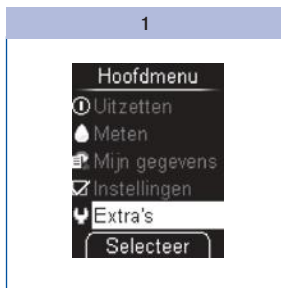 1
Hoofdmenu
Uitzetten
Meten
Mijn gegevens
Instellingen
Extra's
Selecteer